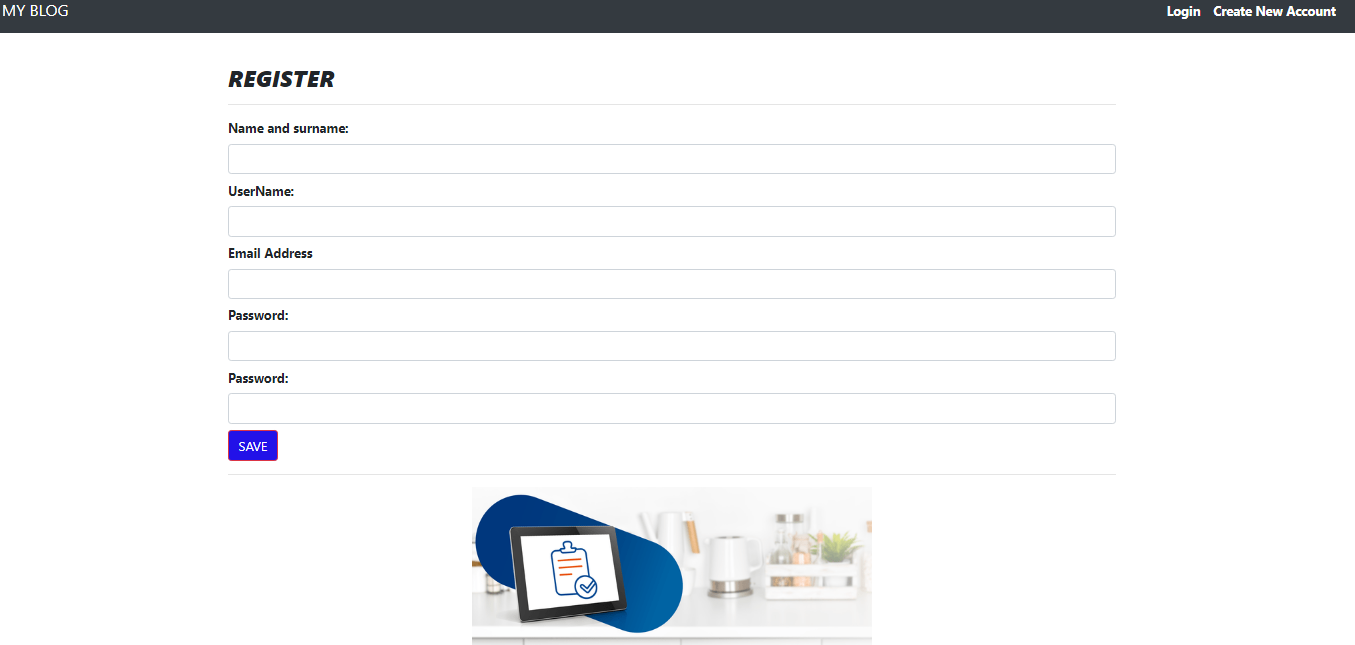 MY BLOG
Login Create New Account
REGISTER
Name and surname:
UserName:
Email Address
Password:
Password:
SAVE